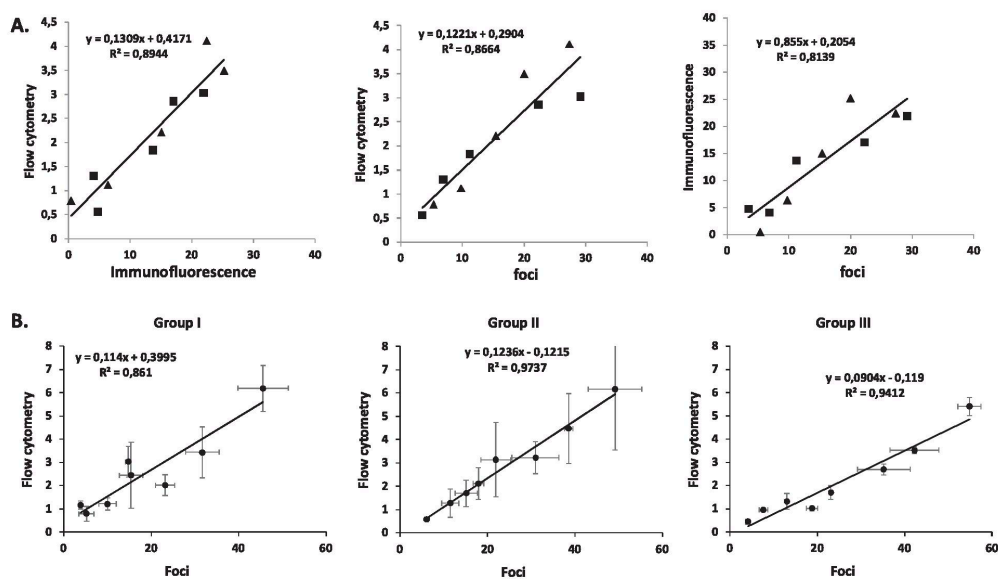 A.
y = 0,1309x + 0,4171
R² = 0,8944
Flow cytometry
4,5
4
3,5
3
2,5
2
1,5
1
0,5
0
0 10 20 30 40
Immunofluorescence
y = 0,1221x + 0,2904
R² = 0,8664
Flow cytometry
4,5
4
3,5
3
2,5
2
1,5
1
0,5
0
0 10 20 30 40
foci
y = 0,855x + 0,2054
R² = 0,8139
Immunofluorescence
40
35
30
25
20
15
10
5
0
0 10 20 30 40
foci
B.
Group I
y = 0,114x + 0,3995
R² = 0,861
Flow cytometry
8
7
6
5
4
3
2
1
0
0 20 40 60
Foci
Group II
y = 0,1236x - 0,1215
R² = 0,9737
Flow cytometry
8
7
6
5
4
3
2
1
0
0 20 40 60
Foci
Group III
y = 0,0904x - 0,119
R² = 0,9412
Flow cytometry
8
7
6
5
4
3
2
1
0
0 20 40 60
Foci